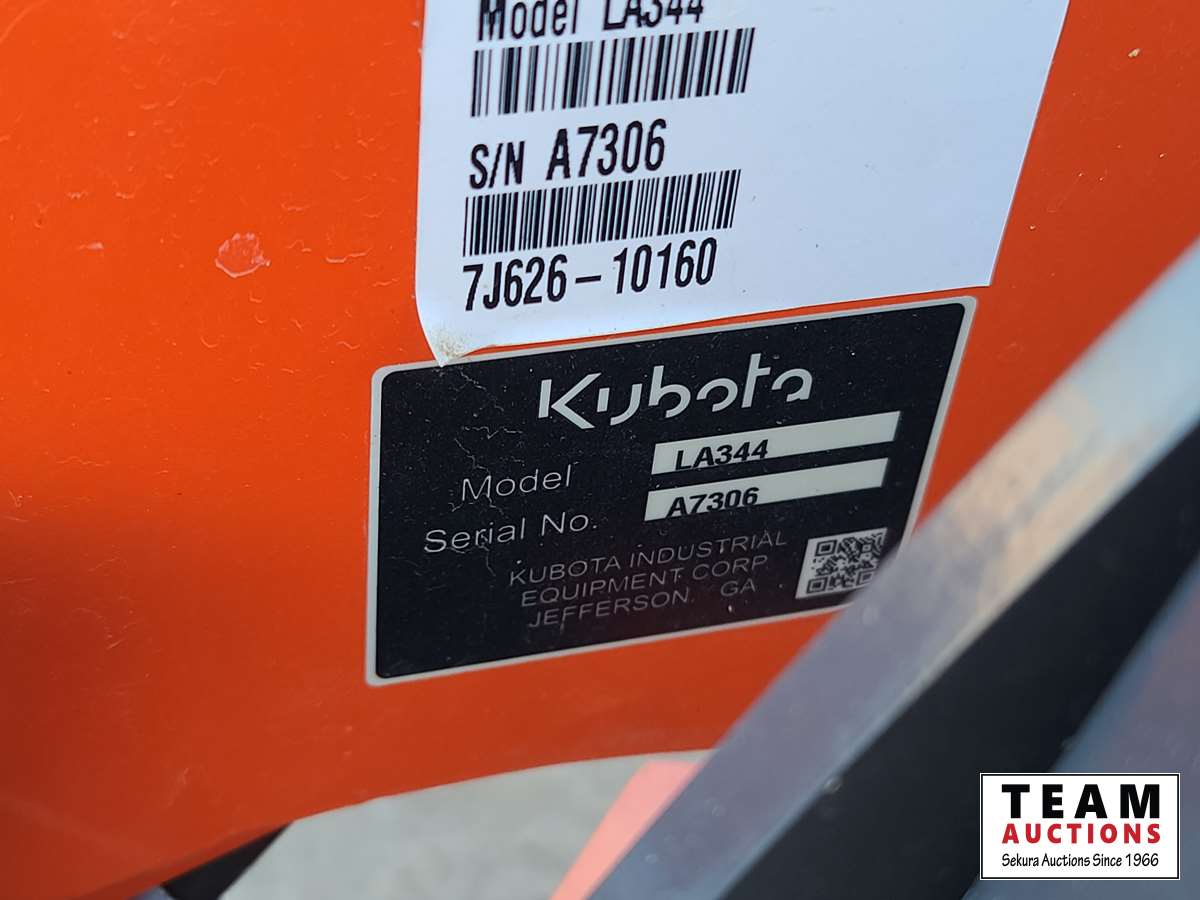 Model LA344
S/N A7306
7J626-10160
Kubota
Model LA344
Serial No. A7306
KUBOTA INDUSTRIAL
EQUIPMENT CORP.
JEFFERSON. GA
TEAM
AUCTIONS
Sekura Auctions Since 1966